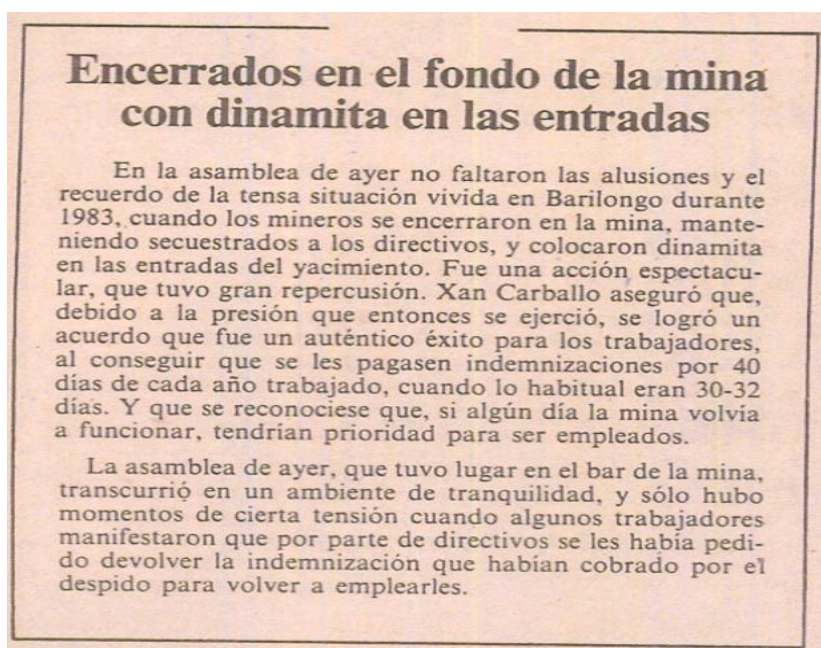 Encerrados en el fondo de la mina
con dinamita en las entradas
En la asamblea de ayer no faltaron las alusiones y el
recuerdo de la tensa situación vivida en Barilongo durante
1983, cuando los mineros se encerraron en la mina, mante-
niendo secuestrados a los directivos, y colocaron dinamita
en las entradas del yacimiento. Fue una acción espectacu-
lar, que tuvo gran repercusión. Xan Carballo aseguró que,
debido a la presión que entonces se ejerció, se logró un
acuerdo que fue un auténtico éxito para los trabajadores,
al conseguir que se les pagasen indemnizaciones por 40
días de cada año trabajado, cuando lo habitual eran 30-32
días. Y que se reconociese que, si algún día la mina volvía
a funcionar, tendrían prioridad para ser empleados.
La asamblea de ayer, que tuvo lugar en el bar de la mina,
transcurrió en un ambiente de tranquilidad, y sólo hubo
momentos de cierta tensión cuando algunos trabajadores
manifestaron que por parte de directivos se les había pedi-
do devolver la indemnización que habían cobrado por el
despido para volver a emplearles.